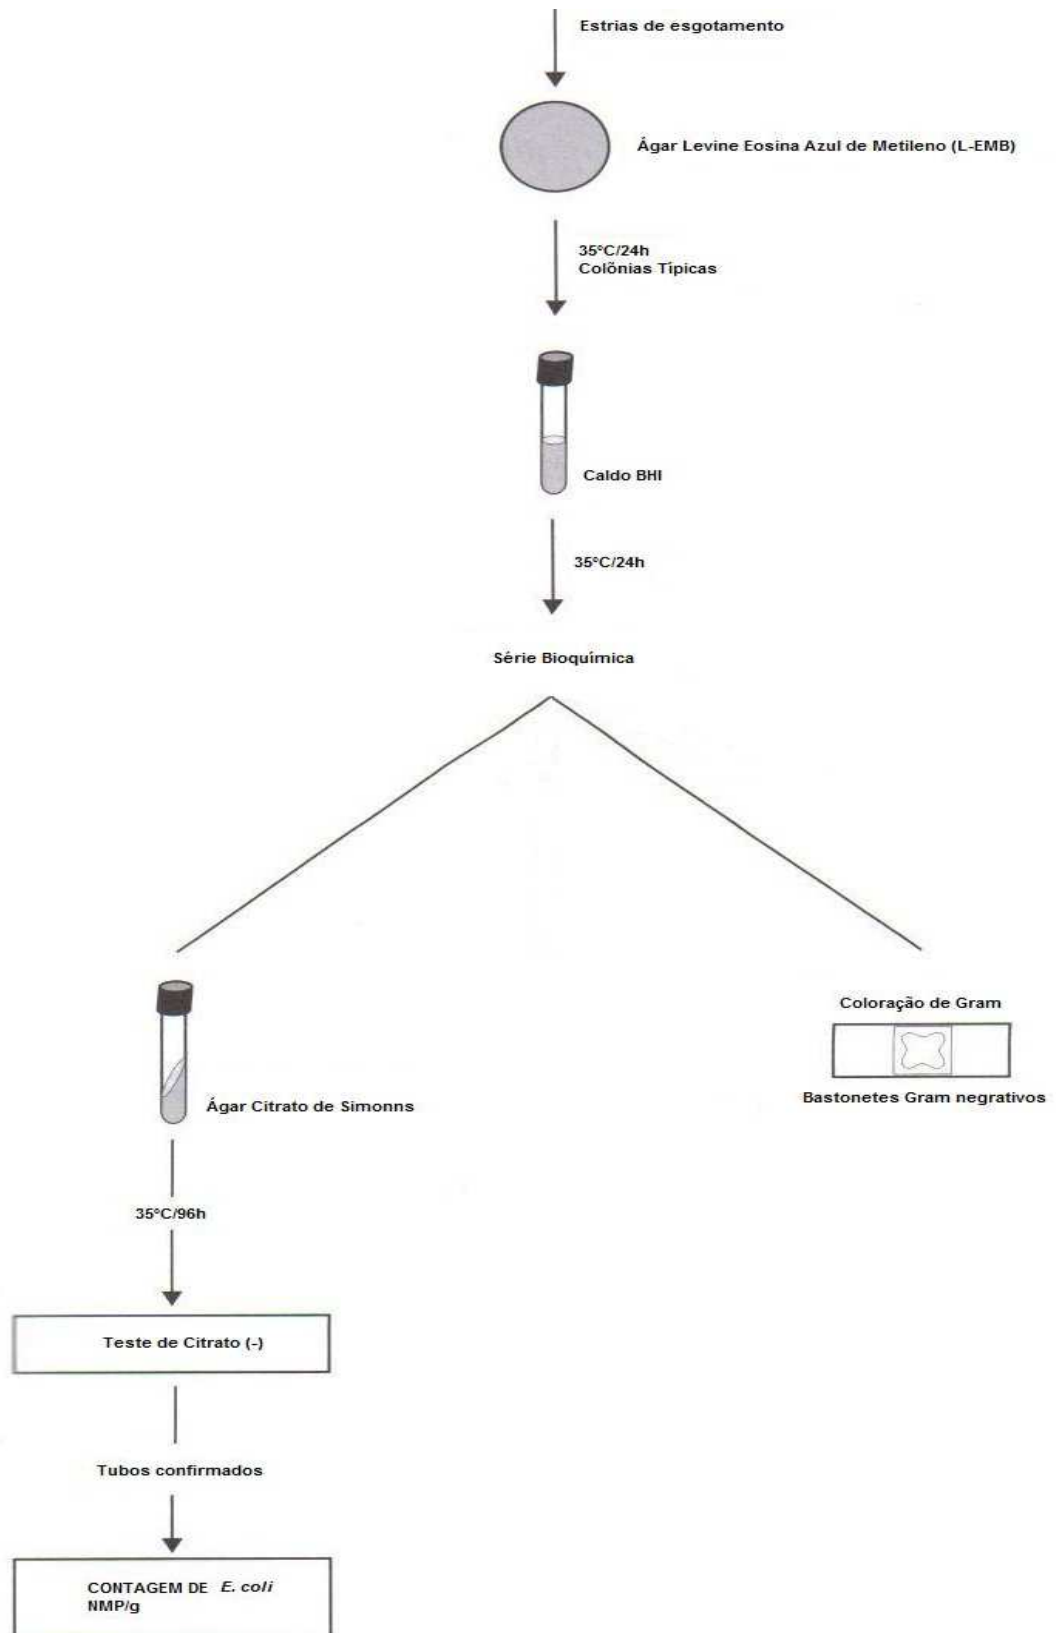 Estrias de esgotamento
Ágar Levine Eosina Azul de Metileno (L-EMB)
35°C/24h
Colõnias Típicas
Caldo BHI
35°C/24h
Série Bioquímica
Coloração de Gram
Bastonetes Gram negrativos
Ágar Citrato de Simonns
35°C/96h
Teste de Citrato (-)
Tubos confirmados
CONTAGEM DE E. coli
NMP/g